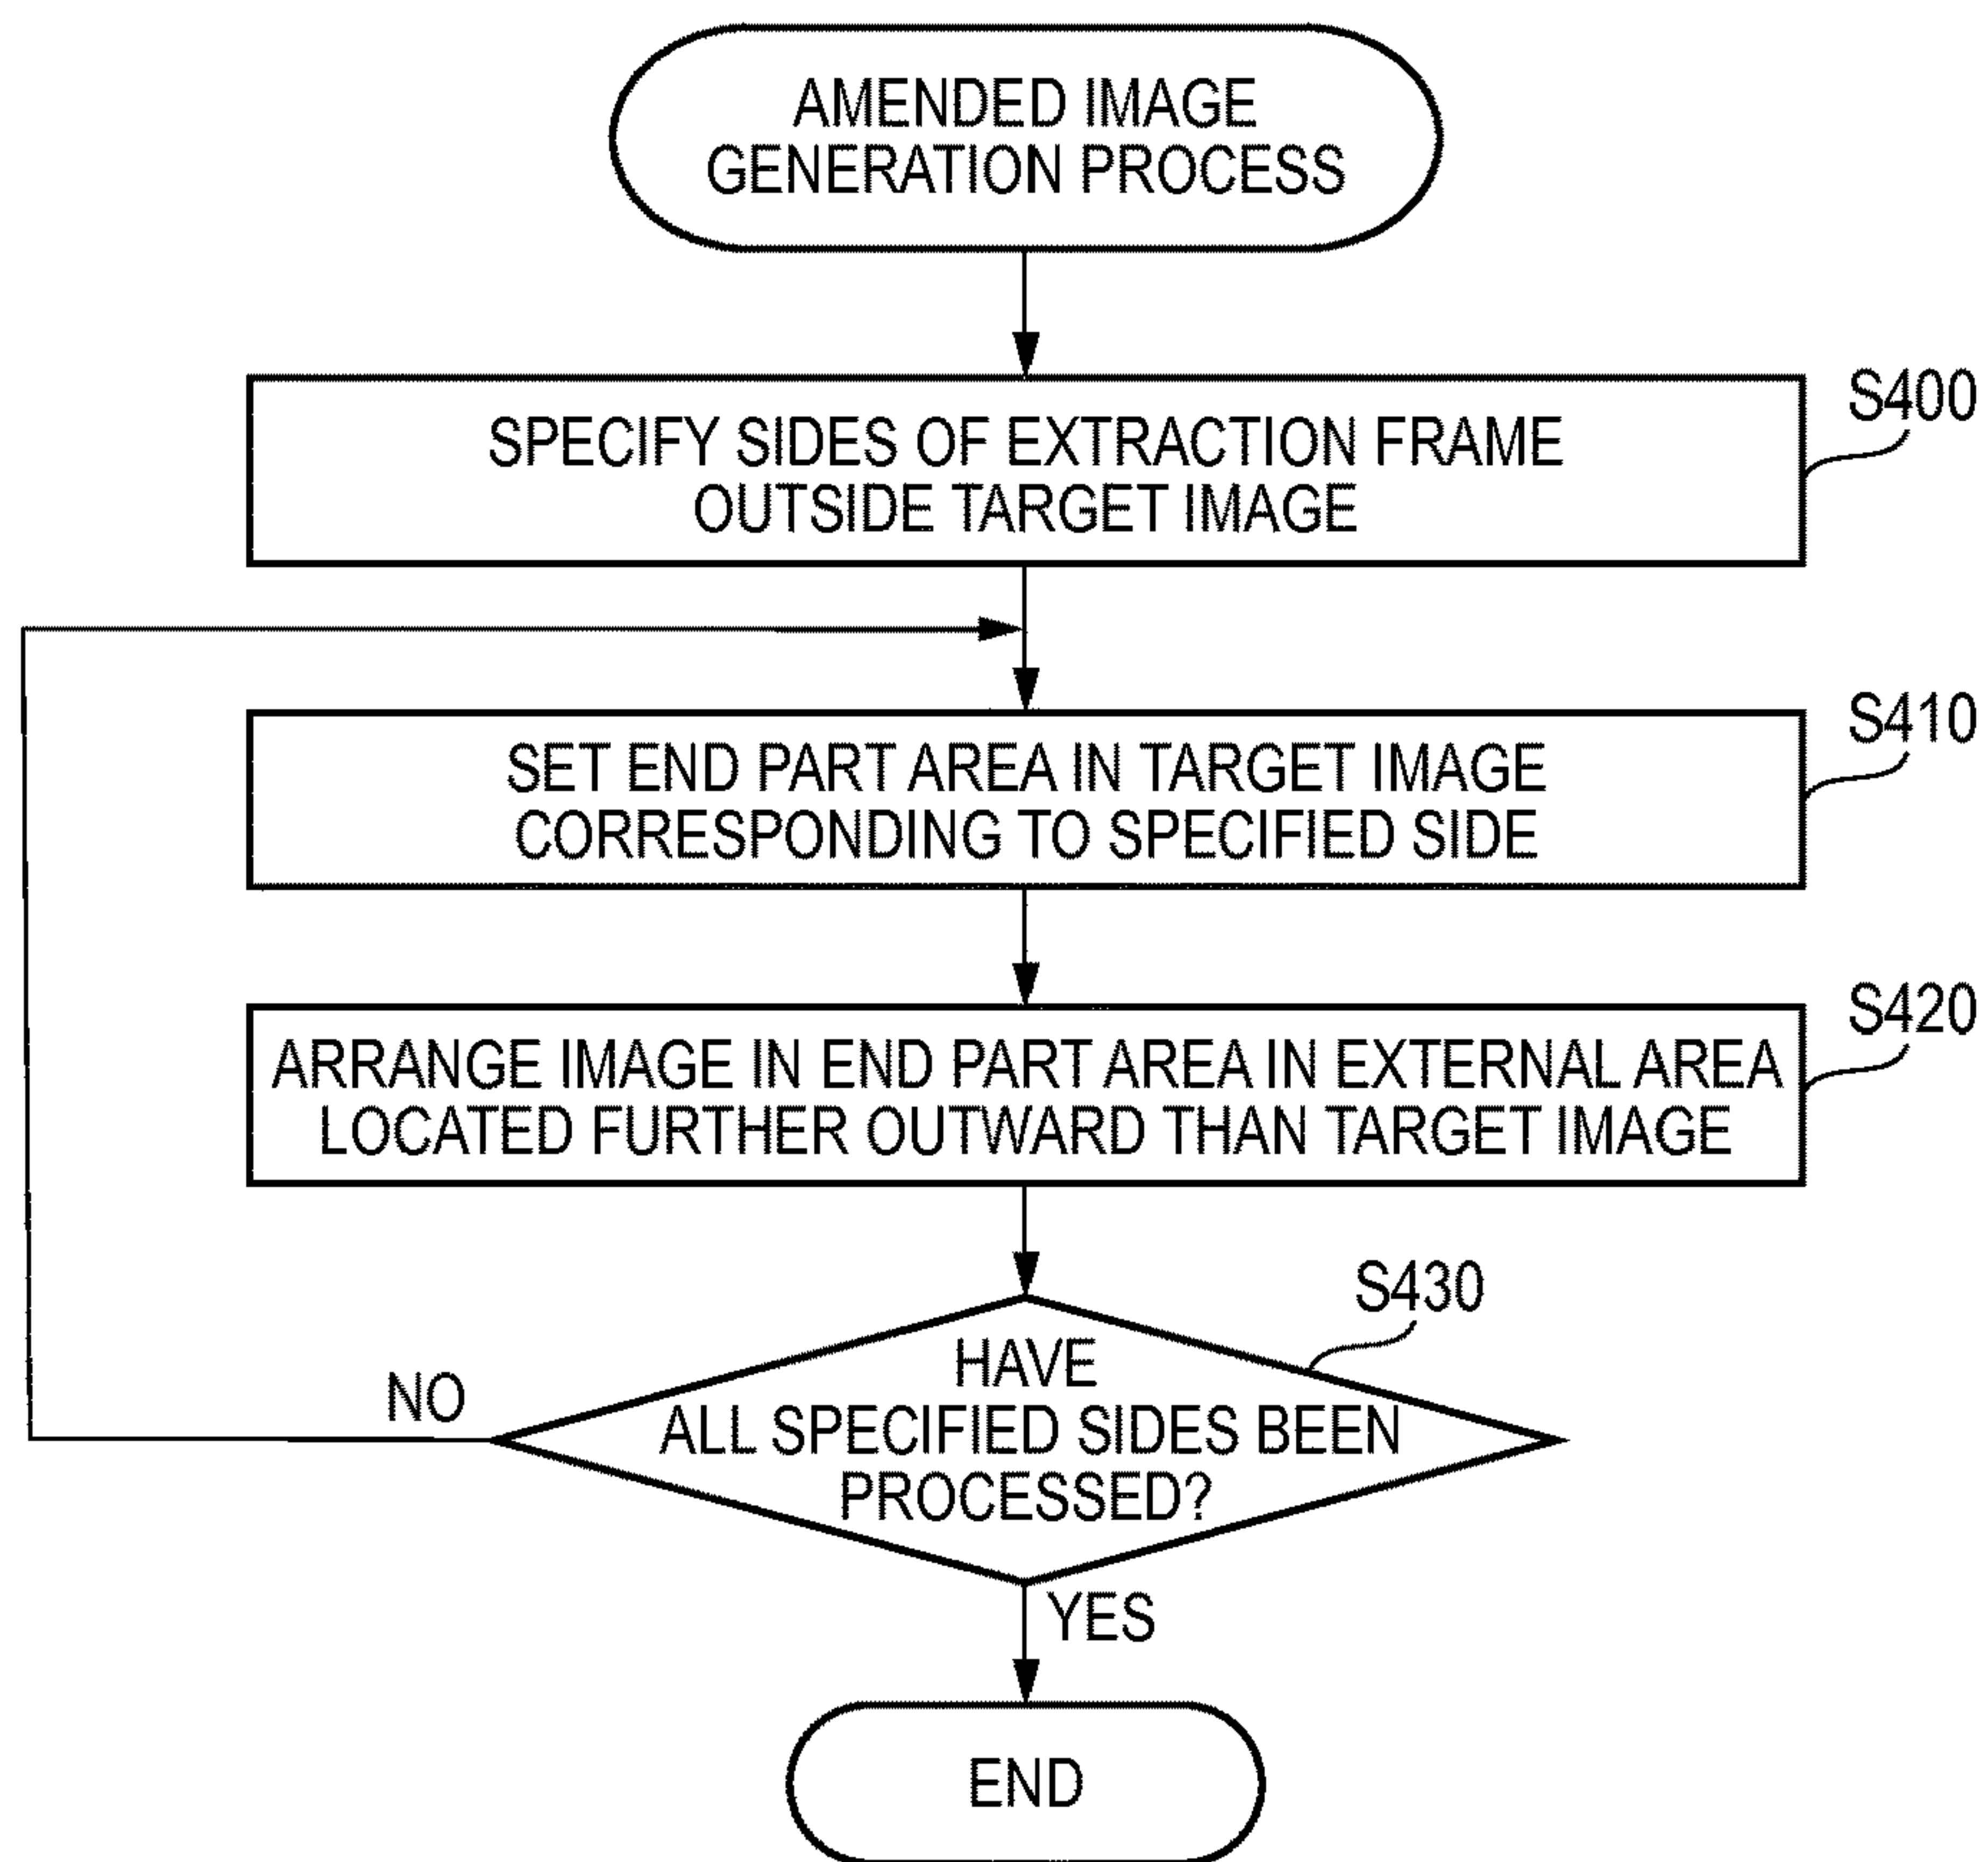 AMENDED IMAGE
GENERATION PROCESS
S400
SPECIFY SIDES OF EXTRACTION FRAME
OUTSIDE TARGET IMAGE
S410
SET END PART AREA IN TARGET IMAGE
CORRESPONDING TO SPECIFIED SIDE
S420
ARRANGE IMAGE IN END PART AREA IN EXTERNAL AREA
LOCATED FURTHER OUTWARD THAN TARGET IMAGE
S430
HAVE
ALL SPECIFIED SIDES BEEN
PROCESSED?
NO
YES
END